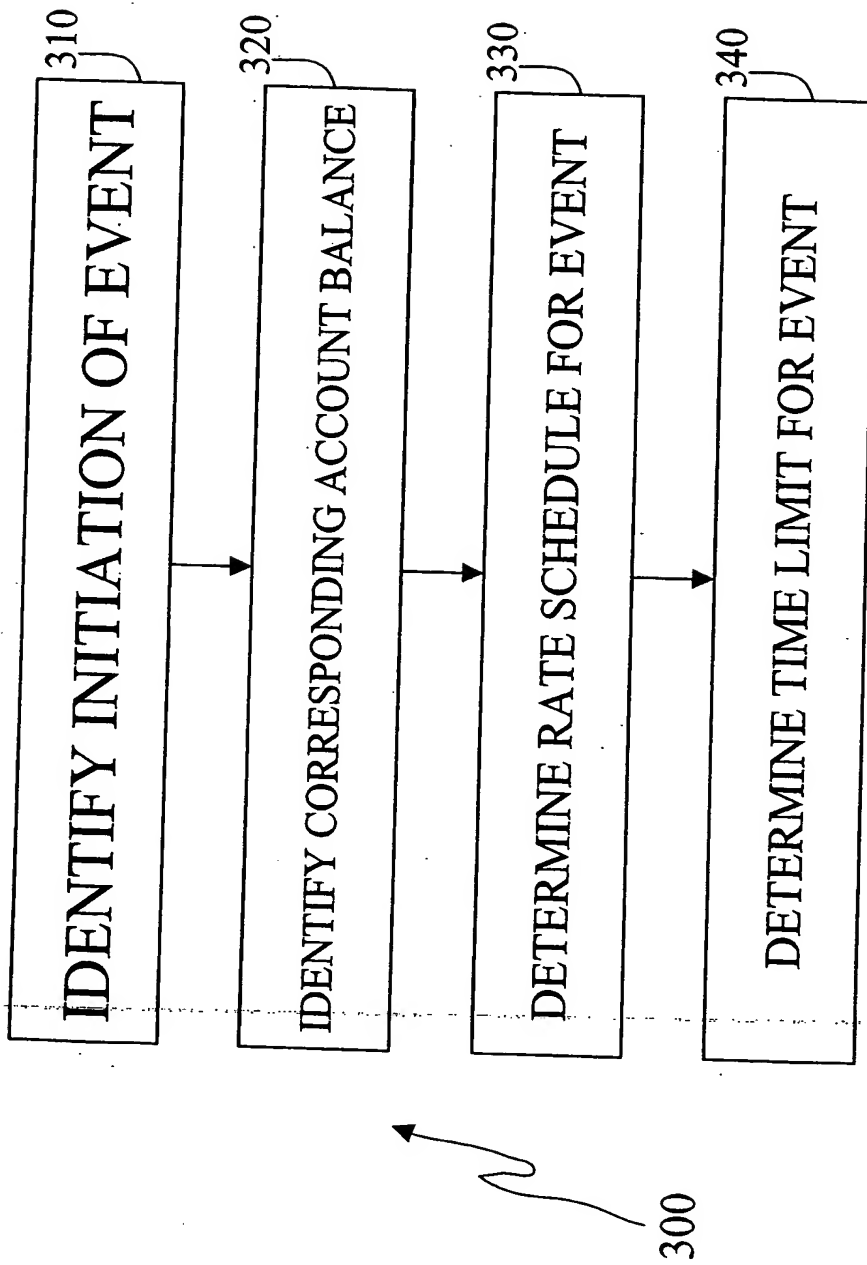 310
IDENTIFY INITIATION OF EVENT
320
IDENTIFY CORRESPONDING ACCOUNT BALANCE
330
DETERMINE RATE SCHEDULE FOR EVENT
340
DETERMINE TIME LIMIT FOR EVENT
300